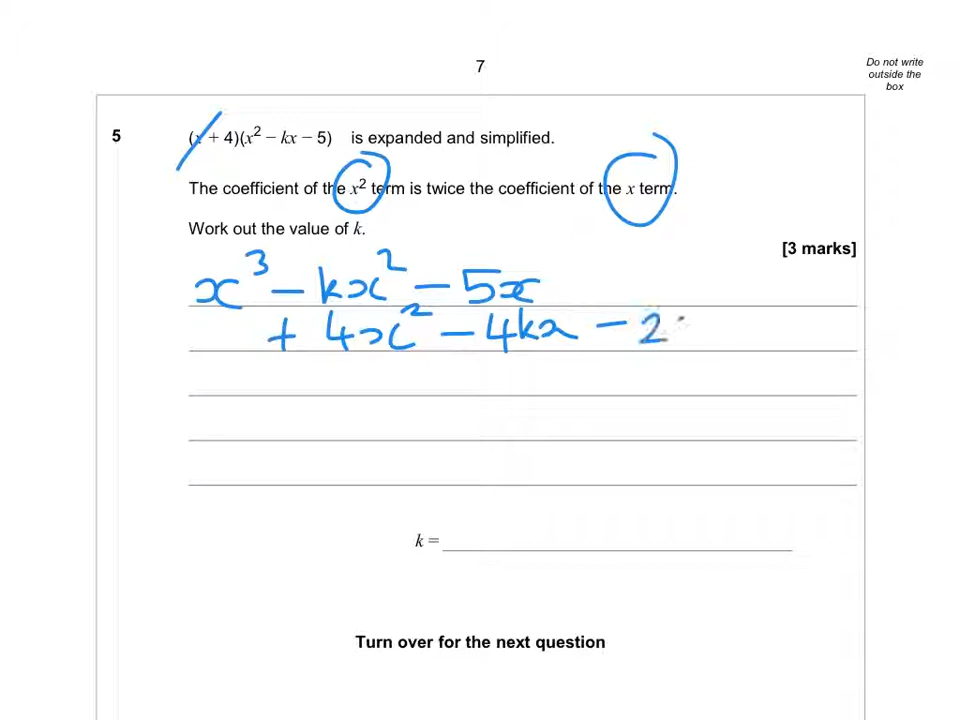 7
Do not write
outside the
box
5 (x + 4)(x² − kx − 5) is expanded and simplified.
The coefficient of the x² term is twice the coefficient of the x term.
Work out the value of k.
[3 marks]
x³ − kx² − 5x
+ 4x² − 4kx − 2
k =
Turn over for the next question